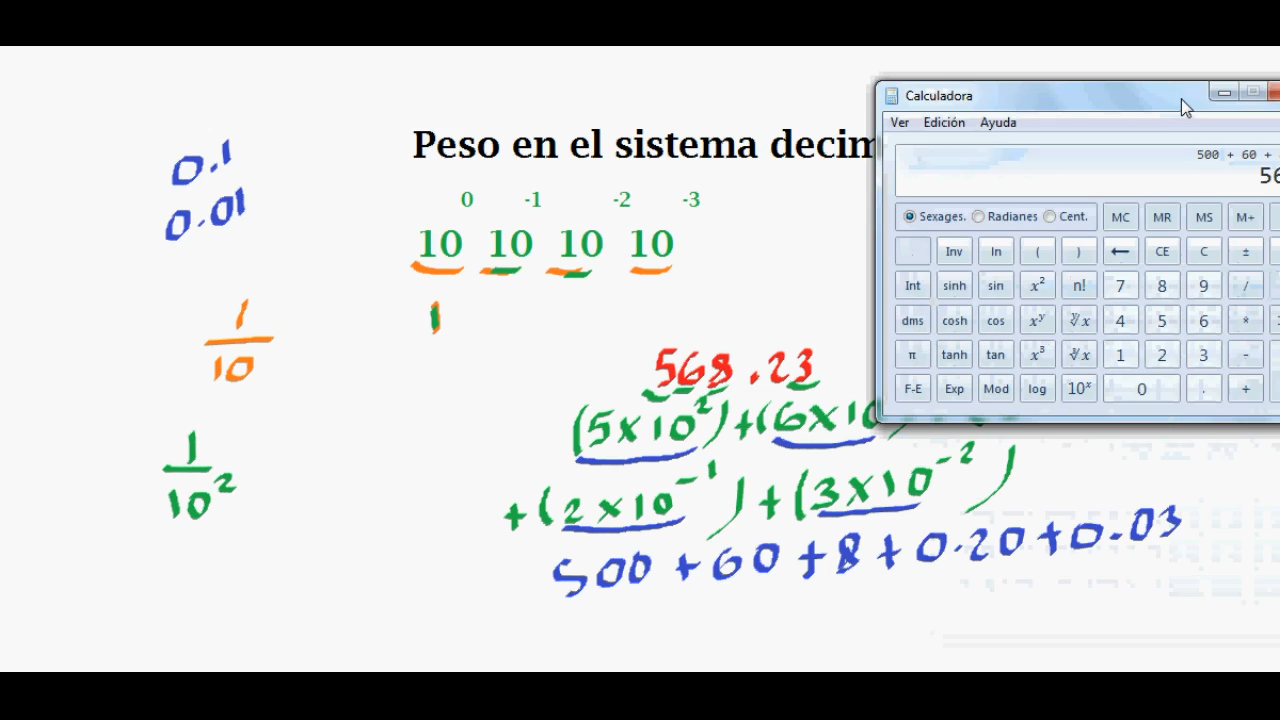 Peso en el sistema decim
0 -1 -2 -3
10 10 10 10
1
0.1
0.01
1
10
1
10²
568.23
(5x10²)+(6x10
+(2x10⁻¹)+(3x10⁻²)
500+60+8+0.20+0.03
Calculadora
Ver Edición Ayuda
500 + 60 +
56
Sexages. Radianes Cent. MC MR MS M+
Inv ln ( ) ← CE C ±
Int sinh sin x² n! 7 8 9 /
dms cosh cos xʸ ʸ√x 4 5 6 *
π tanh tan x³ ³√x 1 2 3 -
F-E Exp Mod log 10ˣ 0 . +